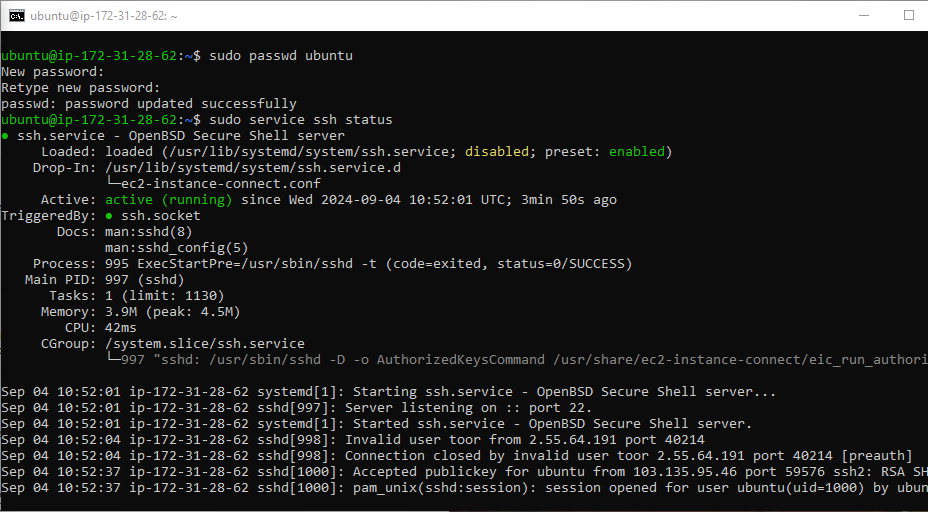 ubuntu@ip-172-31-28-62: ~
ubuntu@ip-172-31-28-62:~$ sudo passwd ubuntu
New password:
Retype new password:
passwd: password updated successfully
ubuntu@ip-172-31-28-62:~$ sudo service ssh status
● ssh.service - OpenBSD Secure Shell server
     Loaded: loaded (/usr/lib/systemd/system/ssh.service; disabled; preset: enabled)
    Drop-In: /usr/lib/systemd/system/ssh.service.d
             └─ec2-instance-connect.conf
     Active: active (running) since Wed 2024-09-04 10:52:01 UTC; 3min 50s ago
TriggeredBy: ● ssh.socket
       Docs: man:sshd(8)
             man:sshd_config(5)
    Process: 995 ExecStartPre=/usr/sbin/sshd -t (code=exited, status=0/SUCCESS)
   Main PID: 997 (sshd)
      Tasks: 1 (limit: 1130)
     Memory: 3.9M (peak: 4.5M)
        CPU: 42ms
     CGroup: /system.slice/ssh.service
             └─997 "sshd: /usr/sbin/sshd -D -o AuthorizedKeysCommand /usr/share/ec2-instance-connect/eic_run_authori
Sep 04 10:52:01 ip-172-31-28-62 systemd[1]: Starting ssh.service - OpenBSD Secure Shell server...
Sep 04 10:52:01 ip-172-31-28-62 sshd[997]: Server listening on :: port 22.
Sep 04 10:52:01 ip-172-31-28-62 systemd[1]: Started ssh.service - OpenBSD Secure Shell server.
Sep 04 10:52:04 ip-172-31-28-62 sshd[998]: Invalid user toor from 2.55.64.191 port 40214
Sep 04 10:52:04 ip-172-31-28-62 sshd[998]: Connection closed by invalid user toor 2.55.64.191 port 40214 [preauth]
Sep 04 10:52:37 ip-172-31-28-62 sshd[1000]: Accepted publickey for ubuntu from 103.135.95.46 port 59576 ssh2: RSA SH
Sep 04 10:52:37 ip-172-31-28-62 sshd[1000]: pam_unix(sshd:session): session opened for user ubuntu(uid=1000) by ubun